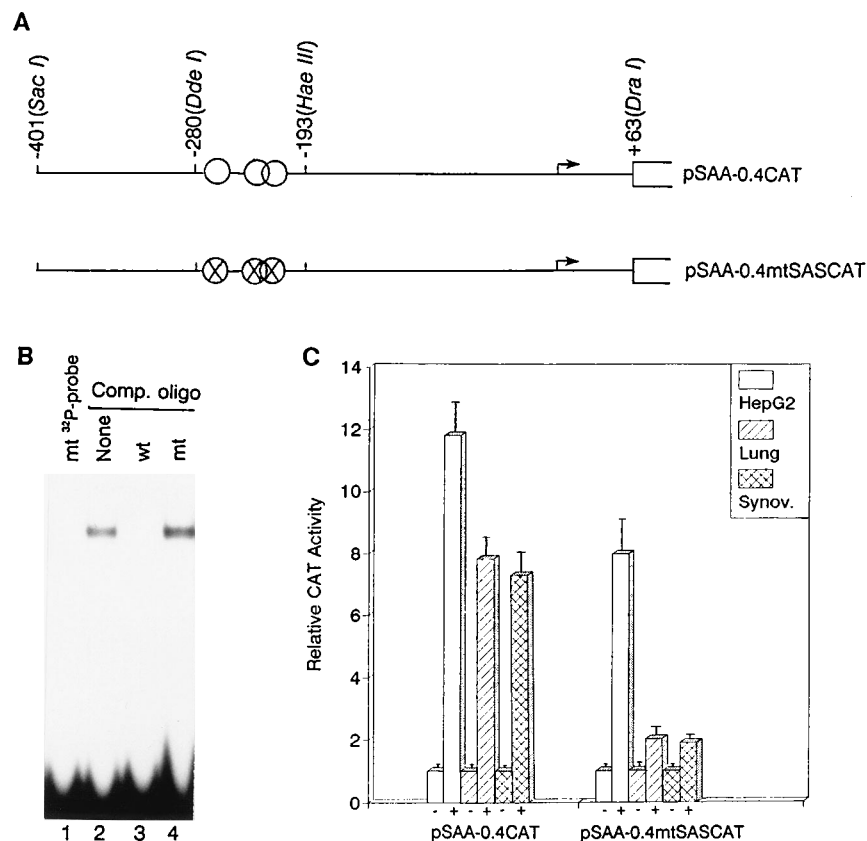 A
-401(Sac I)
-280(Dde I)
-193(Hae III)
+63(Dra I)
pSAA-0.4CAT
pSAA-0.4mtSASCAT
B
mt 32P-probe
Comp. oligo
None
wt
mt
1 2 3 4
C
Relative CAT Activity
14
12
10
8
6
4
2
0
HepG2
Lung
Synov.
- + - + - +
- + - + - +
pSAA-0.4CAT
pSAA-0.4mtSASCAT